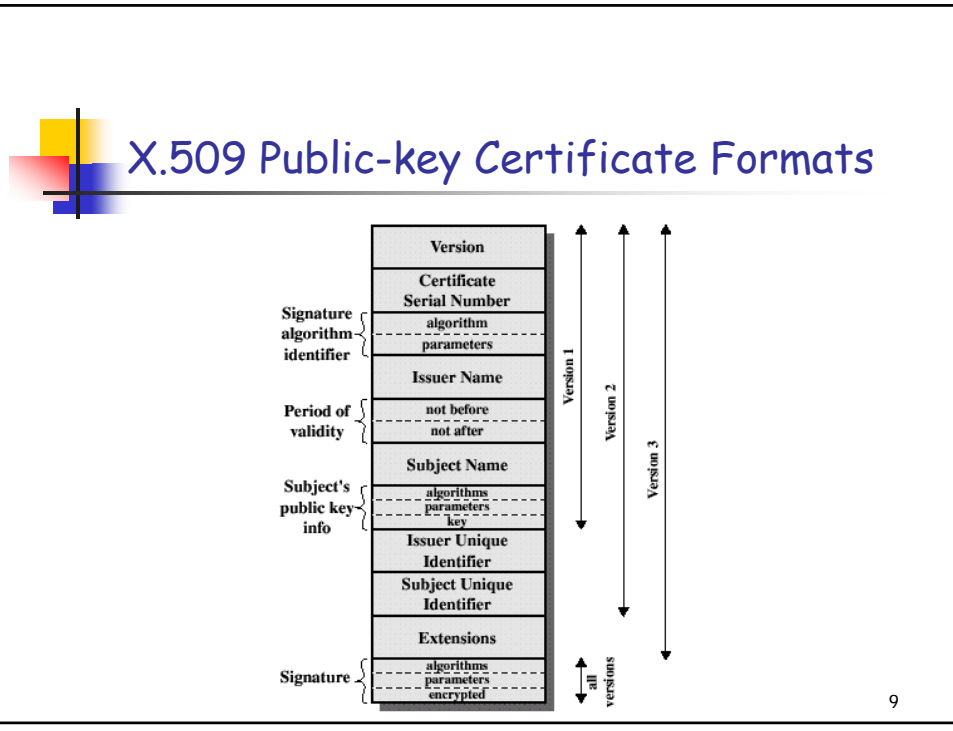 X.509 Public-key Certificate Formats
Version
Certificate
Serial Number
Signature
algorithm
identifier
algorithm
parameters
Issuer Name
Period of
validity
not before
not after
Subject Name
Subject's
public key
info
algorithms
parameters
key
Issuer Unique
Identifier
Subject Unique
Identifier
Extensions
Signature
algorithms
parameters
encrypted
Version 1
Version 2
Version 3
all
versions
9